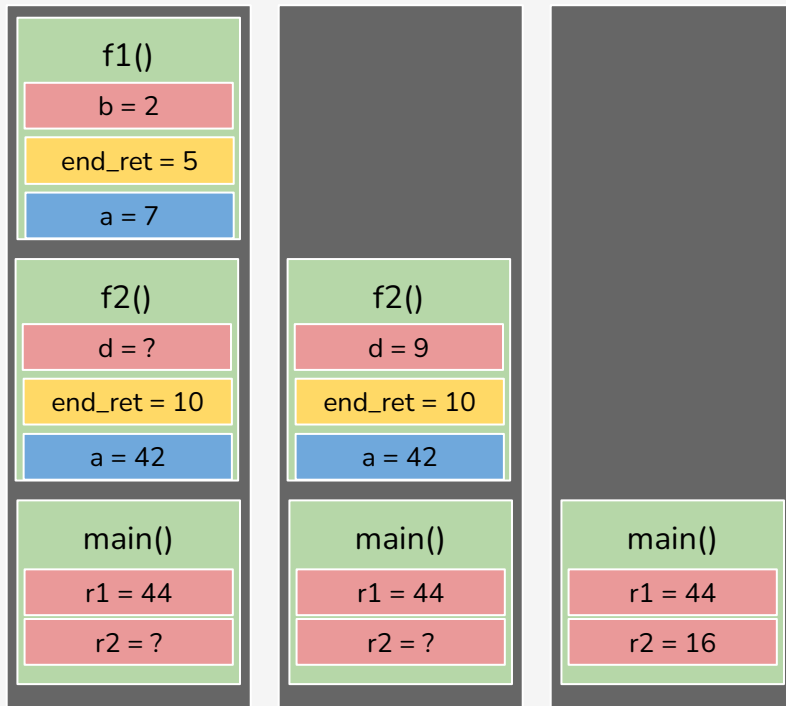 f1()
b = 2
end_ret = 5
a = 7
f2()
d = ?
end_ret = 10
a = 42
main()
r1 = 44
r2 = ?
f2()
d = 9
end_ret = 10
a = 42
main()
r1 = 44
r2 = ?
main()
r1 = 44
r2 = 16